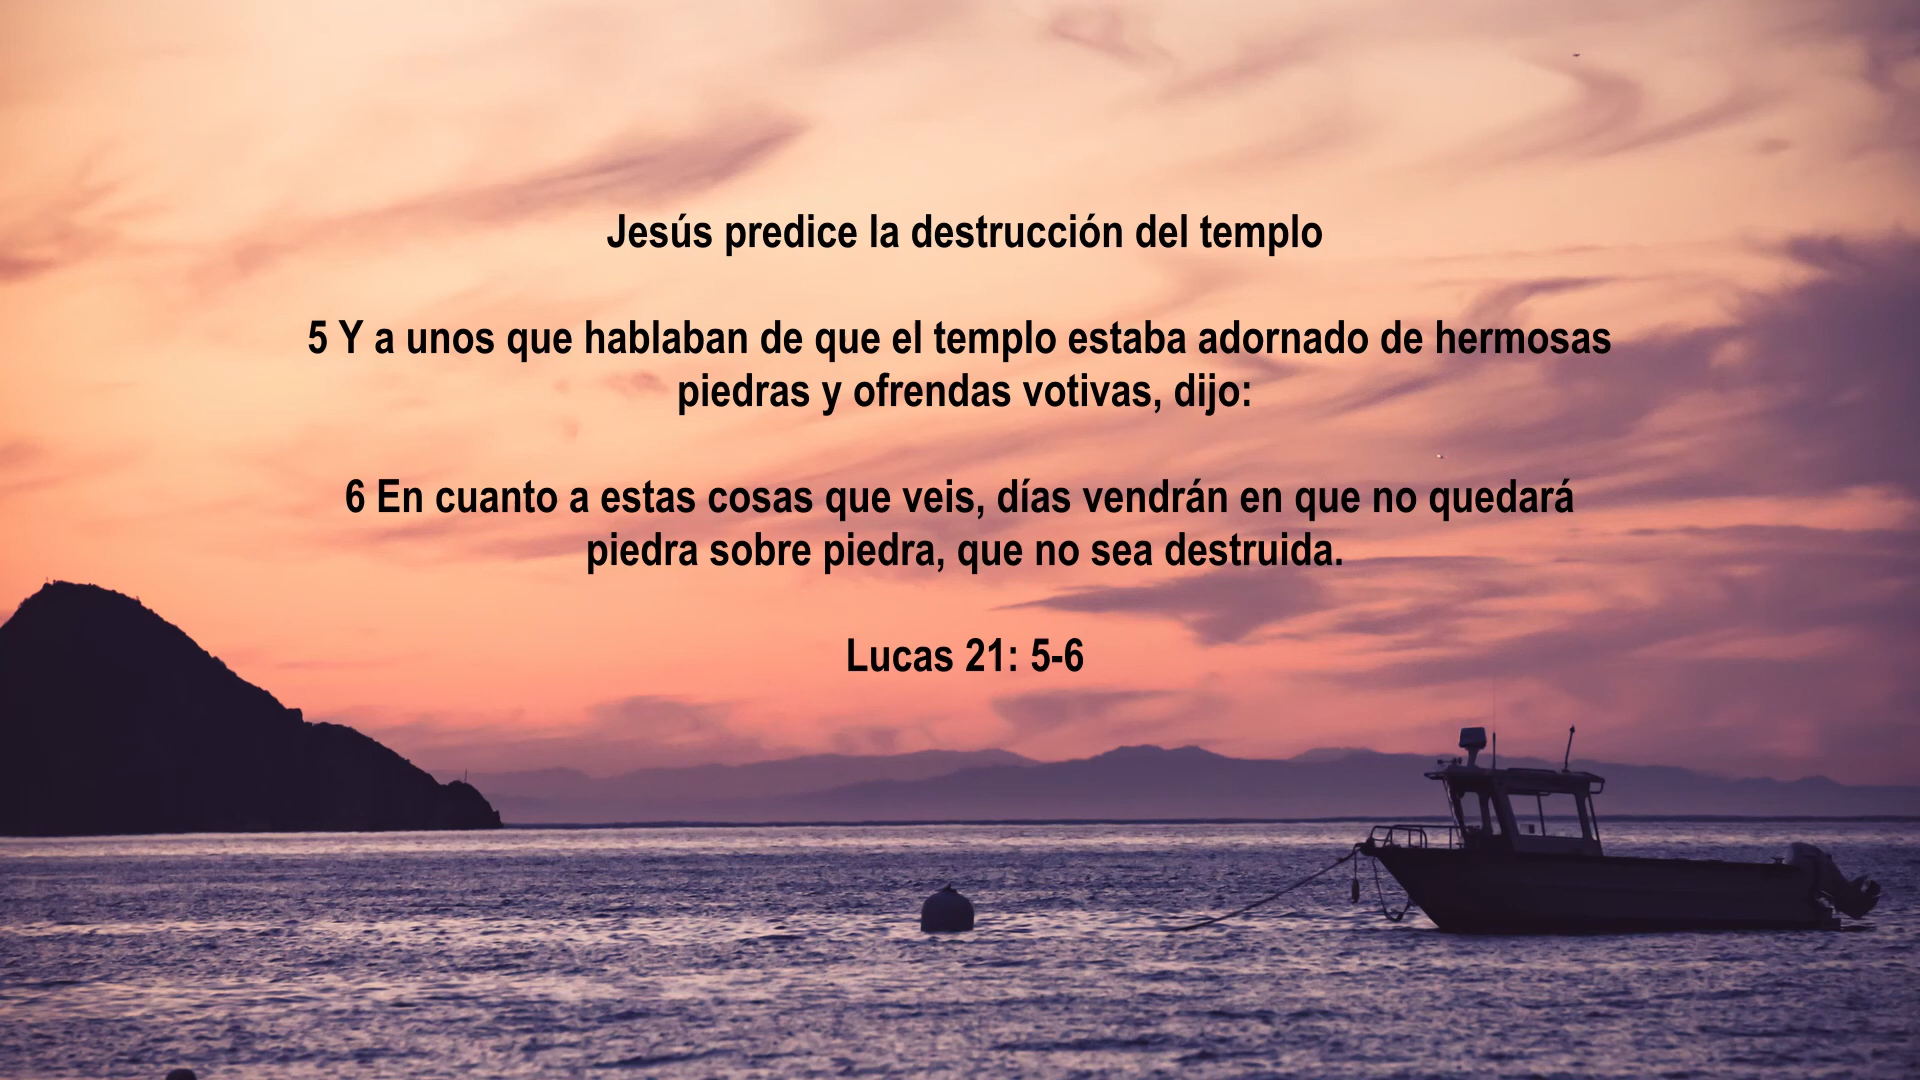 Jesús predice la destrucción del templo
5 Y a unos que hablaban de que el templo estaba adornado de hermosas
piedras y ofrendas votivas, dijo:
6 En cuanto a estas cosas que veis, días vendrán en que no quedará
piedra sobre piedra, que no sea destruida.
Lucas 21: 5-6